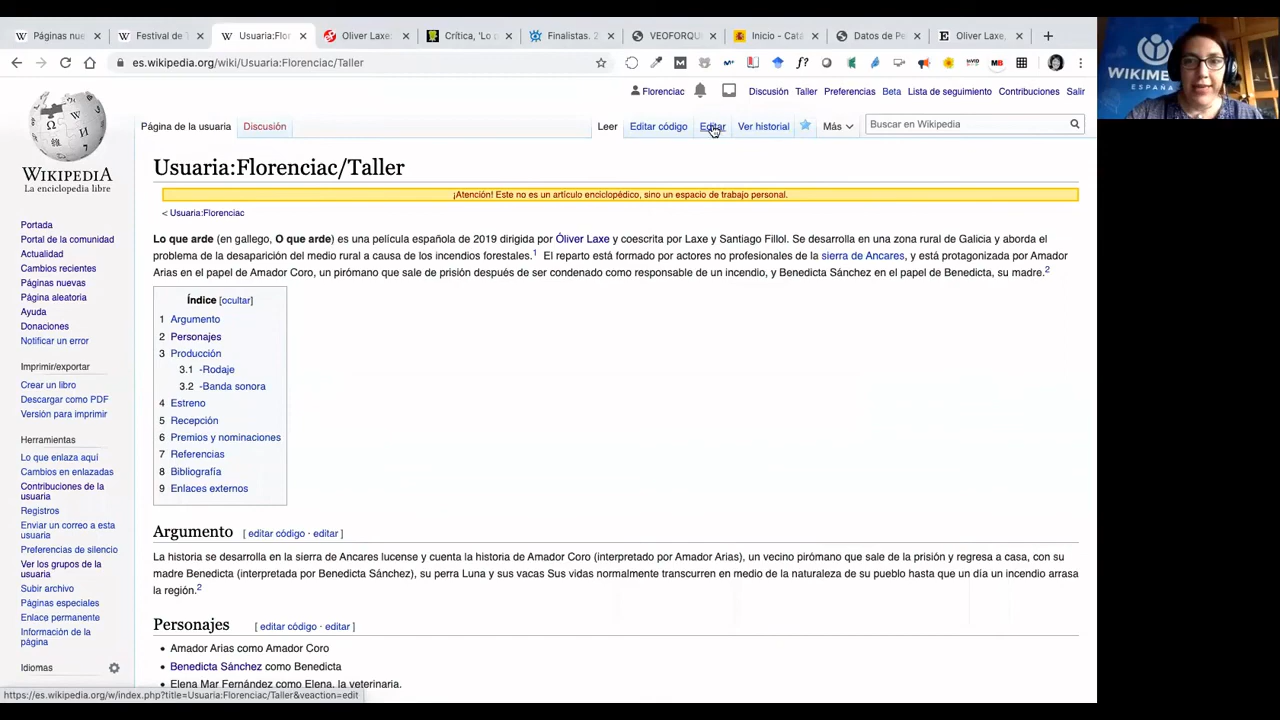 Páginas nue
Festival de
Usuaria:Flor
Oliver Laxe:
Crítica, 'Lo
Finalistas. 2
VEOFORQU
Inicio - Cat
Datos de Pe
Oliver Laxe,
es.wikipedia.org/wiki/Usuaria:Florenciac/Taller
WIKIME
ESPAÑA
Florenciac Discusión Taller Preferencias Beta Lista de seguimiento Contribuciones Salir
Página de la usuaria Discusión Leer Editar código Editar Ver historial Más Buscar en Wikipedia
WIKIPEDIA
La enciclopedia libre
Portada
Portal de la comunidad
Actualidad
Cambios recientes
Páginas nuevas
Página aleatoria
Ayuda
Donaciones
Notificar un error
Imprimir/exportar
Crear un libro
Descargar como PDF
Versión para imprimir
Herramientas
Lo que enlaza aquí
Cambios en enlazadas
Contribuciones de la
usuaria
Registros
Enviar un correo a esta
usuaria
Preferencias de silencio
Ver los grupos de la
usuaria
Subir archivo
Páginas especiales
Enlace permanente
Información de la
página
Idiomas
Usuaria:Florenciac/Taller
¡Atención! Este no es un artículo enciclopédico, sino un espacio de trabajo personal.
< Usuaria:Florenciac
Lo que arde (en gallego, O que arde) es una película española de 2019 dirigida por Óliver Laxe y coescrita por Laxe y Santiago Fillol. Se desarrolla en una zona rural de Galicia y aborda el
problema de la desaparición del medio rural a causa de los incendios forestales.1 El reparto está formado por actores no profesionales de la sierra de Ancares, y está protagonizada por Amador
Arias en el papel de Amador Coro, un pirómano que sale de prisión después de ser condenado como responsable de un incendio, y Benedicta Sánchez en el papel de Benedicta, su madre.2
Índice [ocultar]
1 Argumento
2 Personajes
3 Producción
3.1 -Rodaje
3.2 -Banda sonora
4 Estreno
5 Recepción
6 Premios y nominaciones
7 Referencias
8 Bibliografía
9 Enlaces externos
Argumento [ editar código · editar ]
La historia se desarrolla en la sierra de Ancares lucense y cuenta la historia de Amador Coro (interpretado por Amador Arias), un vecino pirómano que sale de la prisión y regresa a casa, con su
madre Benedicta (interpretada por Benedicta Sánchez), su perra Luna y sus vacas Sus vidas normalmente transcurren en medio de la naturaleza de su pueblo hasta que un día un incendio arrasa
la región.2
Personajes [ editar código · editar ]
Amador Arias como Amador Coro
Benedicta Sánchez como Benedicta
Elena Mar Fernández como Elena, la veterinaria.
https://es.wikipedia.org/w/index.php?title=Usuaria:Florenciac/Taller&veaction=edit